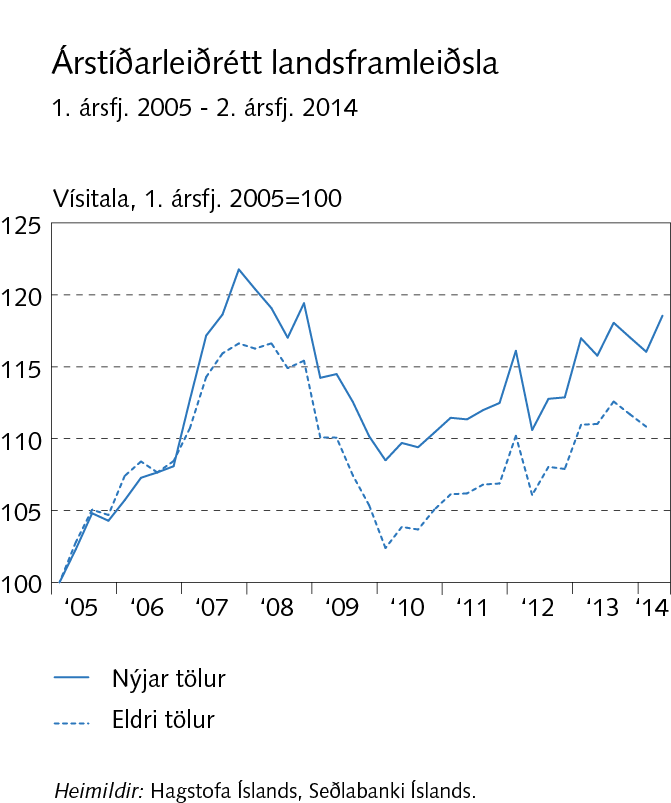 Árstíðarleiðrétt landsframleiðsla
1. ársfj. 2005 - 2. ársfj. 2014
Vísitala, 1. ársfj. 2005=100
125
120
115
110
105
100
‘05 ‘06 ‘07 ‘08 ‘09 ‘10 ‘11 ‘12 ‘13 ‘14
Nýjar tölur
Eldri tölur
Heimildir: Hagstofa Íslands, Seðlabanki Íslands.